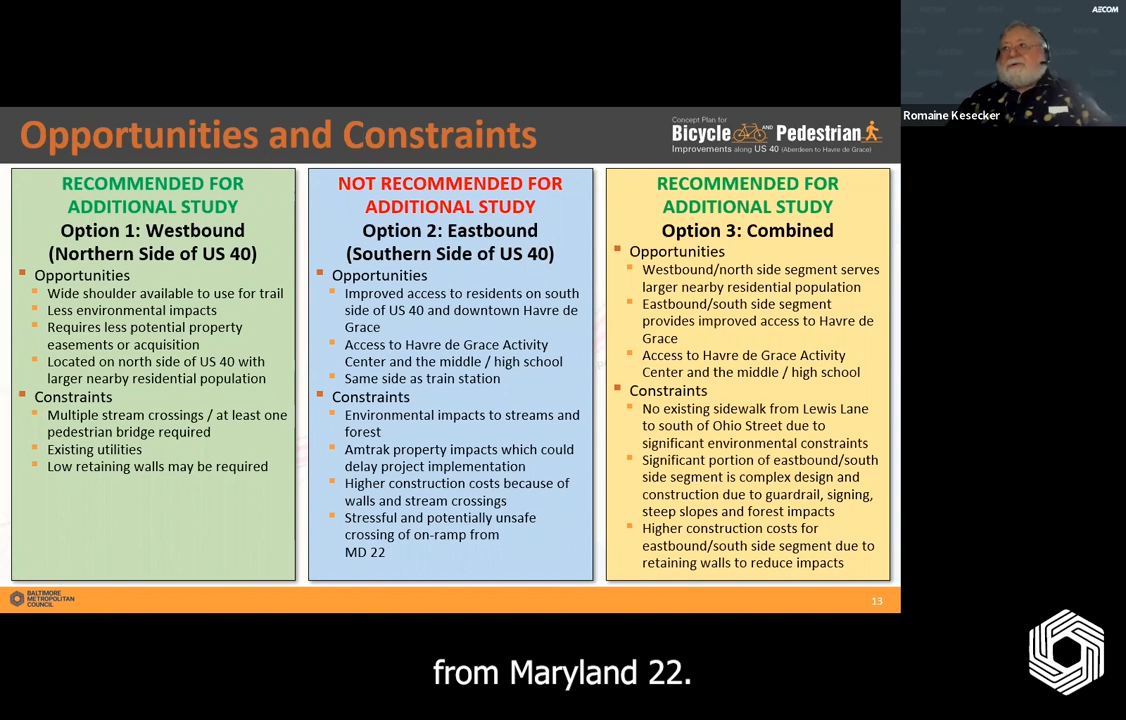 AECOM
Romaine Kesecker
Opportunities and Constraints
Concept Plan for
Bicycle AND Pedestrian
Improvements along US 40 (Aberdeen to Havre de Grace)
RECOMMENDED FOR
ADDITIONAL STUDY
Option 1: Westbound
(Northern Side of US 40)
Opportunities
Wide shoulder available to use for trail
Less environmental impacts
Requires less potential property
easements or acquisition
Located on north side of US 40 with
larger nearby residential population
Constraints
Multiple stream crossings / at least one
pedestrian bridge required
Existing utilities
Low retaining walls may be required
NOT RECOMMENDED FOR
ADDITIONAL STUDY
Option 2: Eastbound
(Southern Side of US 40)
Opportunities
Improved access to residents on south
side of US 40 and downtown Havre de
Grace
Access to Havre de Grace Activity
Center and the middle / high school
Same side as train station
Constraints
Environmental impacts to streams and
forest
Amtrak property impacts which could
delay project implementation
Higher construction costs because of
walls and stream crossings
Stressful and potentially unsafe
crossing of on-ramp from
MD 22
RECOMMENDED FOR
ADDITIONAL STUDY
Option 3: Combined
Opportunities
Westbound/north side segment serves
larger nearby residential population
Eastbound/south side segment
provides improved access to Havre de
Grace
Access to Havre de Grace Activity
Center and the middle / high school
Constraints
No existing sidewalk from Lewis Lane
to south of Ohio Street due to
significant environmental constraints
Significant portion of eastbound/south
side segment is complex design and
construction due to guardrail, signing,
steep slopes and forest impacts
Higher construction costs for
eastbound/south side segment due to
retaining walls to reduce impacts
BALTIMORE
METROPOLITAN
COUNCIL
13
from Maryland 22.